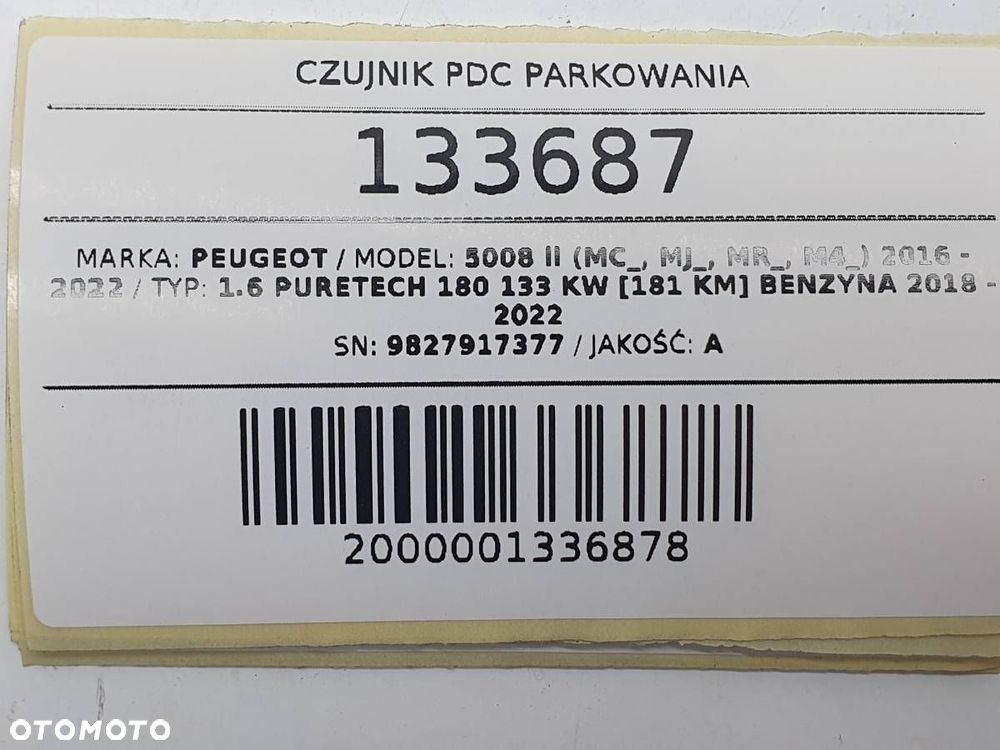 CZUJNIK PDC PARKOWANIA
133687
MARKA: PEUGEOT / MODEL: 5008 II (MC_, MJ_, MR_, M4_) 2016 -
2022 / TYP: 1.6 PURETECH 180 133 KW [181 KM] BENZYNA 2018 -
2022
SN: 9827917377 / JAKOŚĆ: A
2000001336878
OTOMOTO